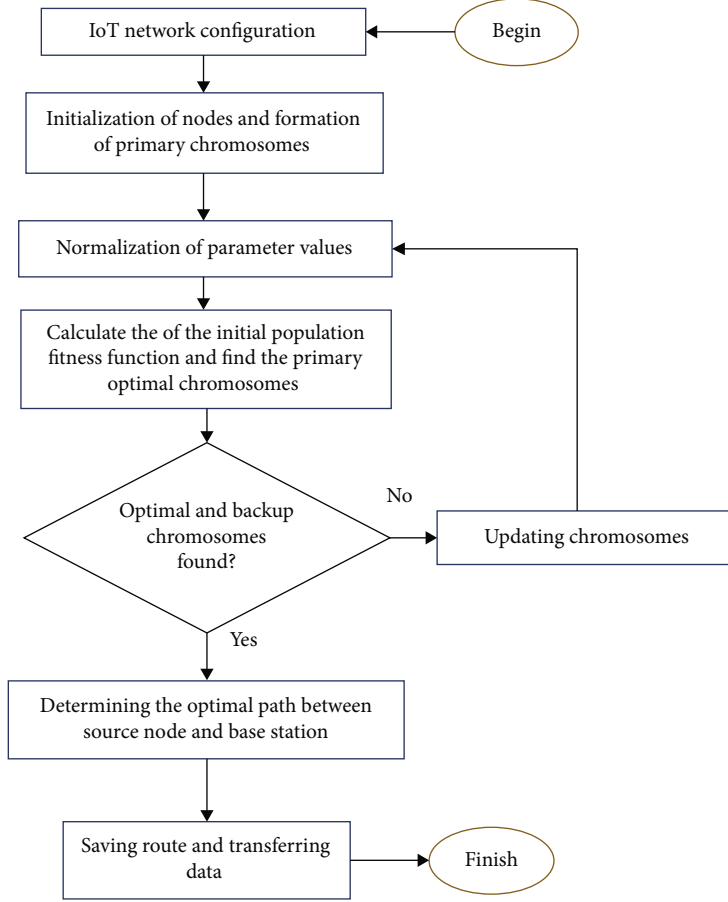 IoT network configuration
Begin
Initialization of nodes and formation
of primary chromosomes
Normalization of parameter values
Calculate the of the initial population
fitness function and find the primary
optimal chromosomes
Optimal and backup
chromosomes
found?
No
Updating chromosomes
Yes
Determining the optimal path between
source node and base station
Saving route and transferring
data
Finish